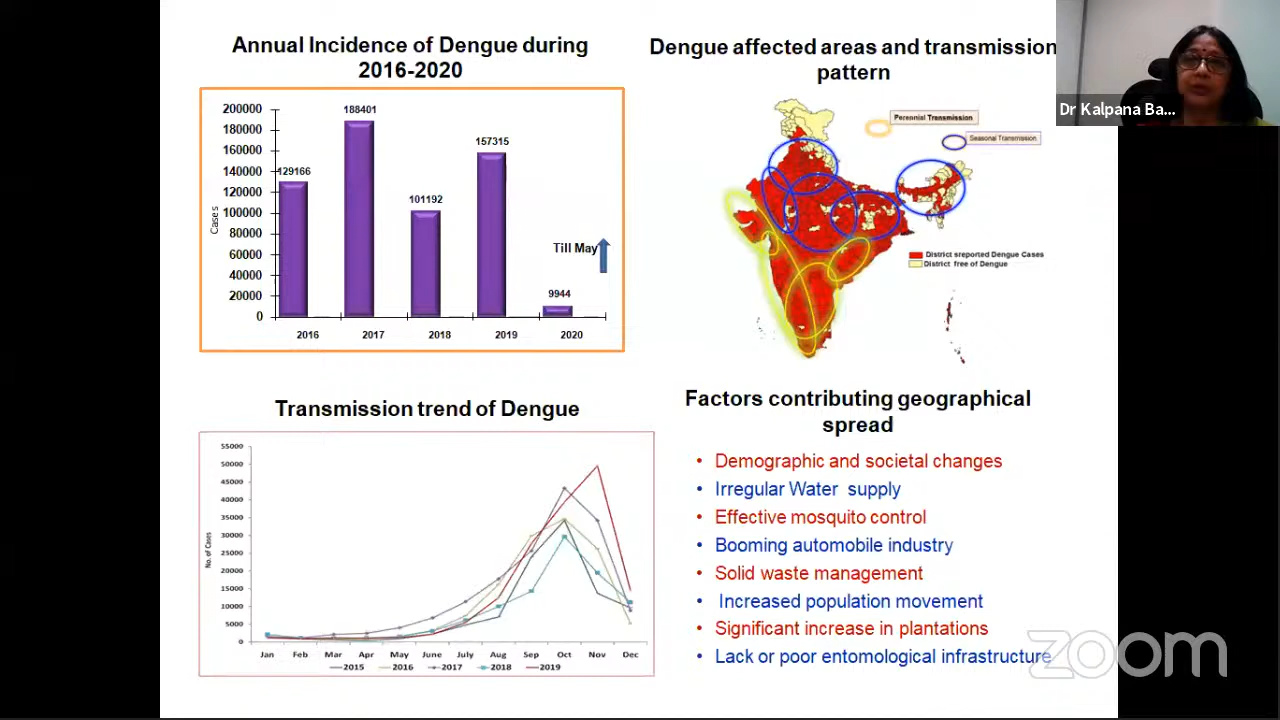 Annual Incidence of Dengue during
2016-2020
Cases
200000
180000
160000
140000
120000
100000
80000
60000
40000
20000
0
129166
188401
101192
157315
9944
Till May
2016 2017 2018 2019 2020
Dengue affected areas and transmission
pattern
Perennial Transmission
Seasonal Transmission
District sreported Dengue Cases
District free of Dengue
Dr Kalpana Ba...
Transmission trend of Dengue
No. of Cases
55000
50000
45000
40000
35000
30000
25000
20000
15000
10000
5000
0
Jan Feb Mar Apr May June July Aug Sep Oct Nov Dec
2015 2016 2017 2018 2019
Factors contributing geographical
spread
• Demographic and societal changes
• Irregular Water supply
• Effective mosquito control
• Booming automobile industry
• Solid waste management
• Increased population movement
• Significant increase in plantations
• Lack or poor entomological infrastructure
zoom